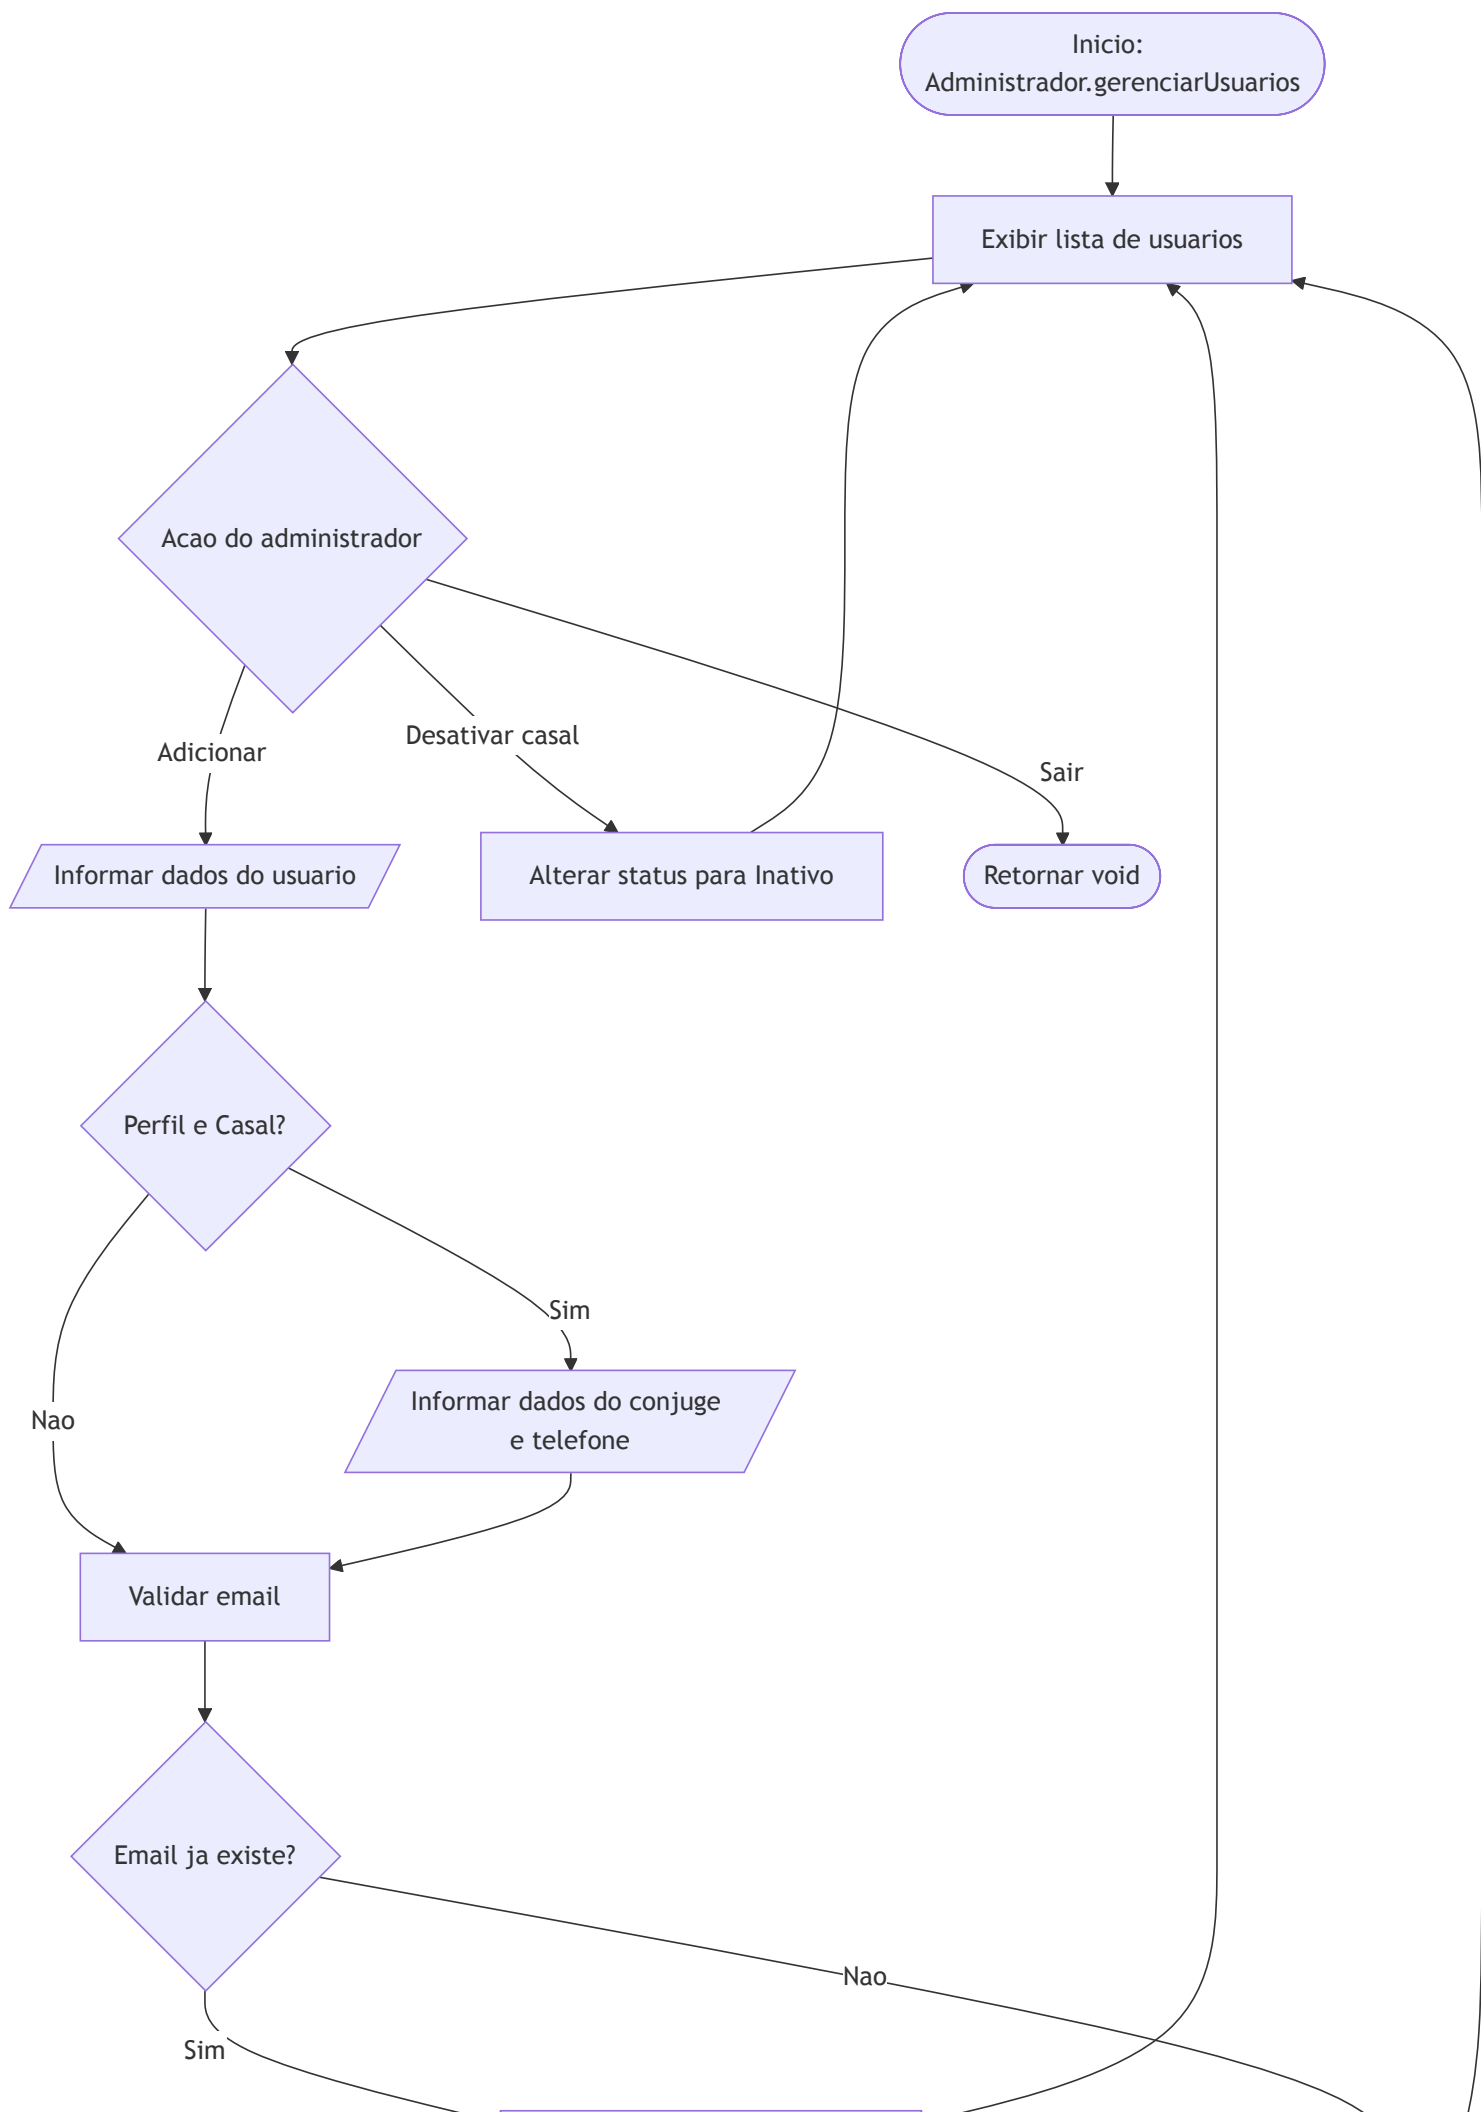 Inicio:
Administrador.gerenciarUsuarios
Exibir lista de usuarios
Acao do administrador
Adicionar
Desativar casal
Sair
Informar dados do usuario
Alterar status para Inativo
Retornar void
Perfil e Casal?
Sim
Nao
Informar dados do conjuge
e telefone
Validar email
Email ja existe?
Nao
Sim